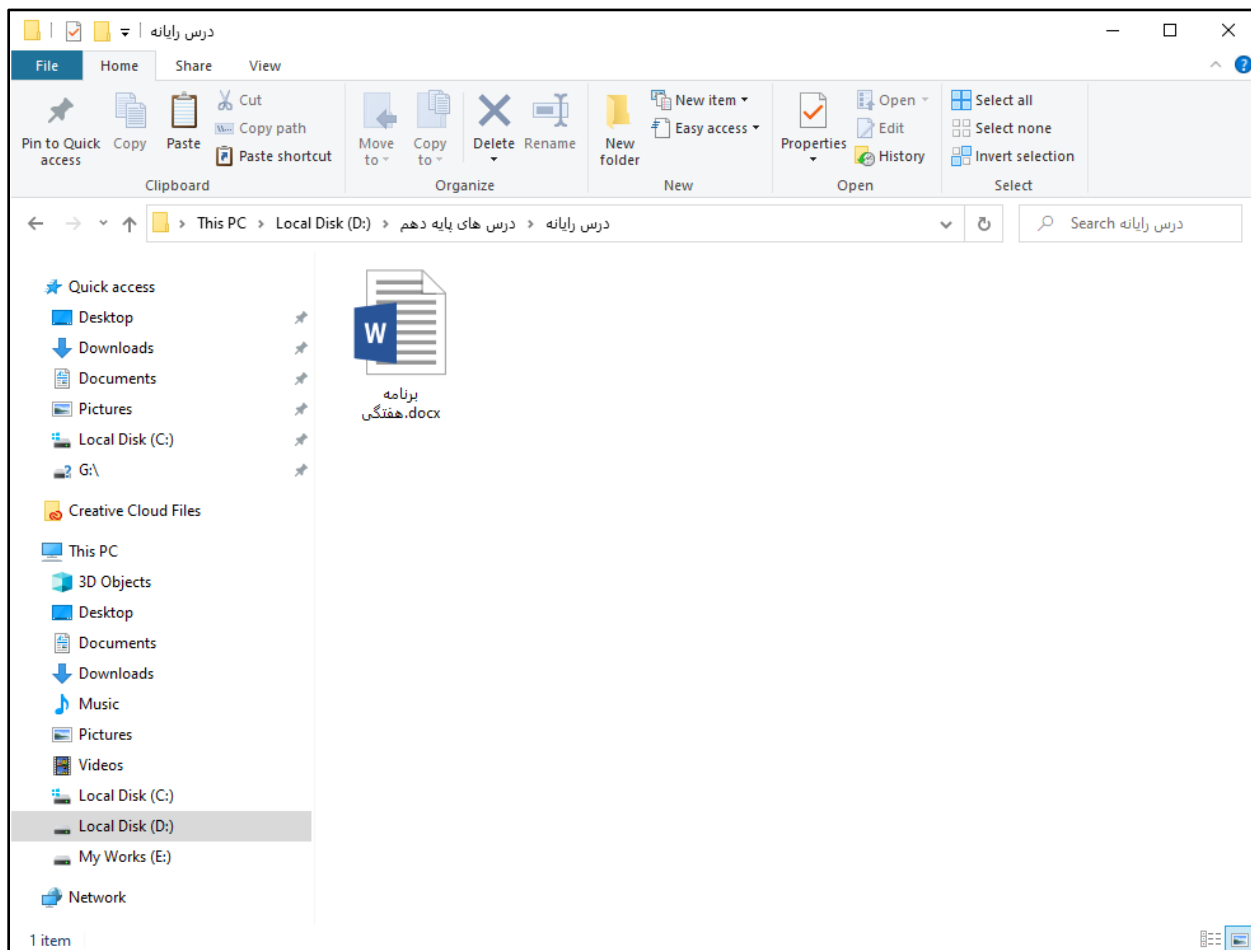 درس رایانه
File Home Share View
Pin to Quick access
Copy
Paste
Cut
Copy path
Paste shortcut
Clipboard
Move to
Copy to
Delete
Rename
Organize
New folder
New item
Easy access
New
Properties
Open
Edit
History
Open
Select all
Select none
Invert selection
Select
This PC › Local Disk (D:) › درس های پایه دهم › درس رایانه
Search درس رایانه
Quick access
Desktop
Downloads
Documents
Pictures
Local Disk (C:)
G:\
Creative Cloud Files
This PC
3D Objects
Desktop
Documents
Downloads
Music
Pictures
Videos
Local Disk (C:)
Local Disk (D:)
My Works (E:)
Network
برنامه
هفتگی.docx
W
1 item